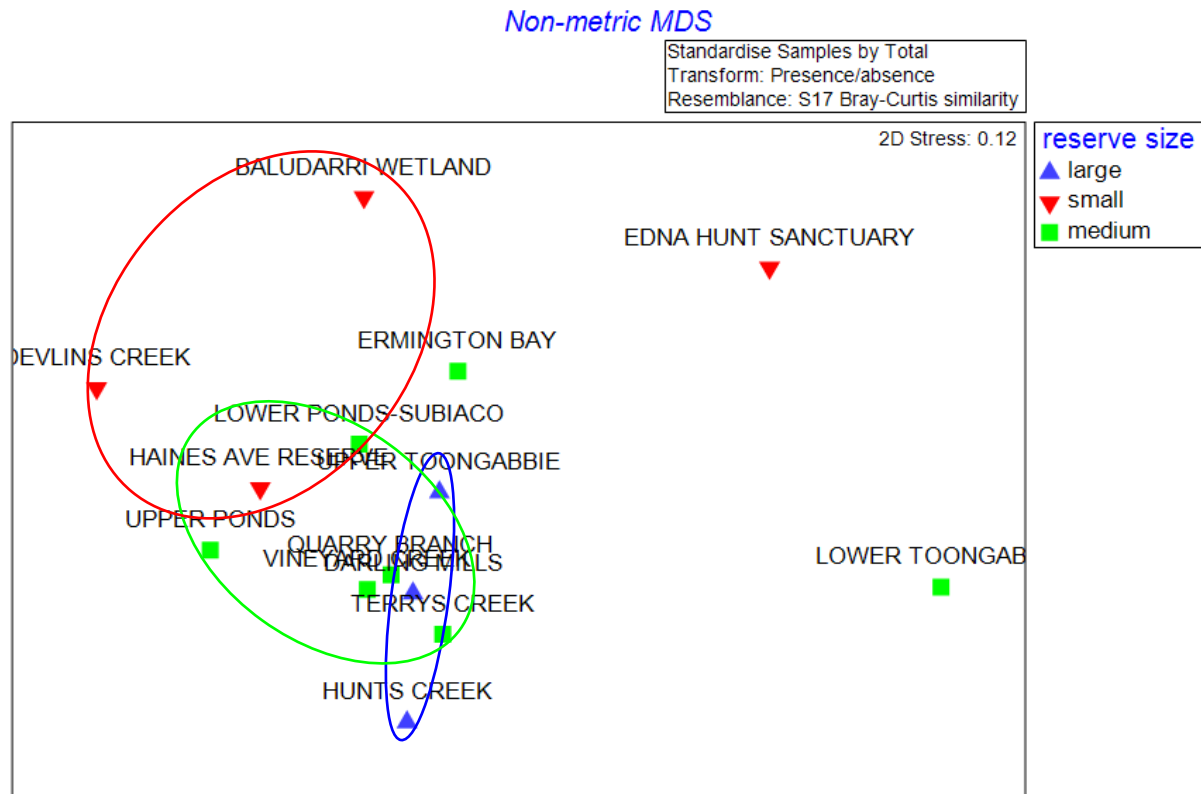 Non-metric MDS
Standardise Samples by Total
Transform: Presence/absence
Resemblance: S17 Bray-Curtis similarity
2D Stress: 0.12
reserve size
large
small
medium
BALUDARRI WETLAND
EDNA HUNT SANCTUARY
ERMINGTON BAY
DEVLINS CREEK
LOWER PONDS-SUBIACO
HAINES AVE RESERVE
UPPER TOONGABBIE
UPPER PONDS
QUARRY BRANCH
VINEYARD CREEK
DARLING MILLS
LOWER TOONGAB
TERRYS CREEK
HUNTS CREEK